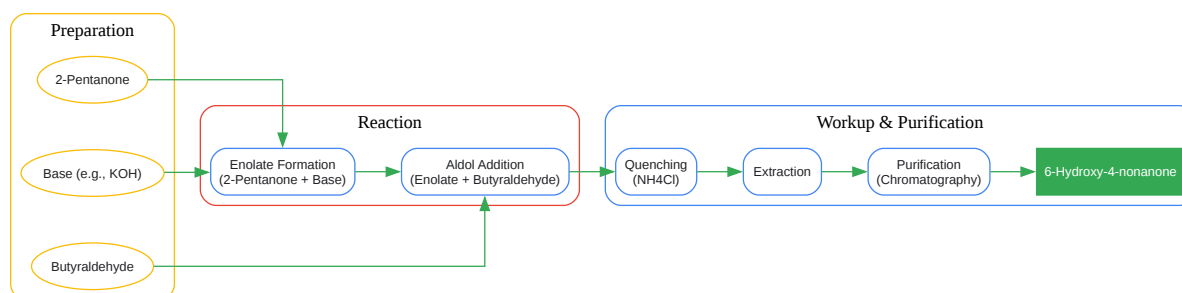 Preparation
2-Pentanone
Base (e.g., KOH)
Butyraldehyde
Reaction
Enolate Formation
(2-Pentanone + Base)
Aldol Addition
(Enolate + Butyraldehyde)
Workup & Purification
Quenching
(NH4Cl)
Extraction
Purification
(Chromatography)
6-Hydroxy-4-nonanone